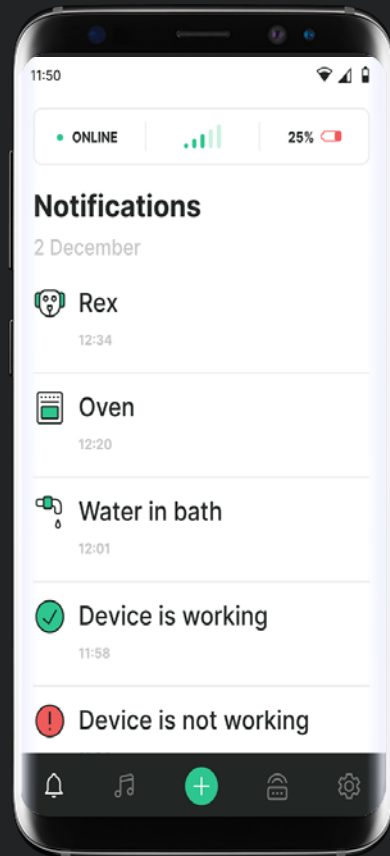 11:50
ONLINE
25%
Notifications
2 December
Rex
12:34
Oven
12:20
Water in bath
12:01
Device is working
11:58
Device is not working